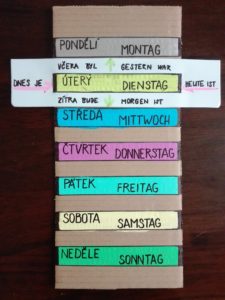 PONDĚLÍ MONTAG
VČERA BYL GESTERN WAR
DNES JE ÚTERÝ DIENSTAG HEUTE IST
ZÍTRA BUDE MORGEN IST
STŘEDA MITTWOCH
ČTVRTEK DONNERSTAG
PÁTEK FREITAG
SOBOTA SAMSTAG
NEDĚLE SONNTAG